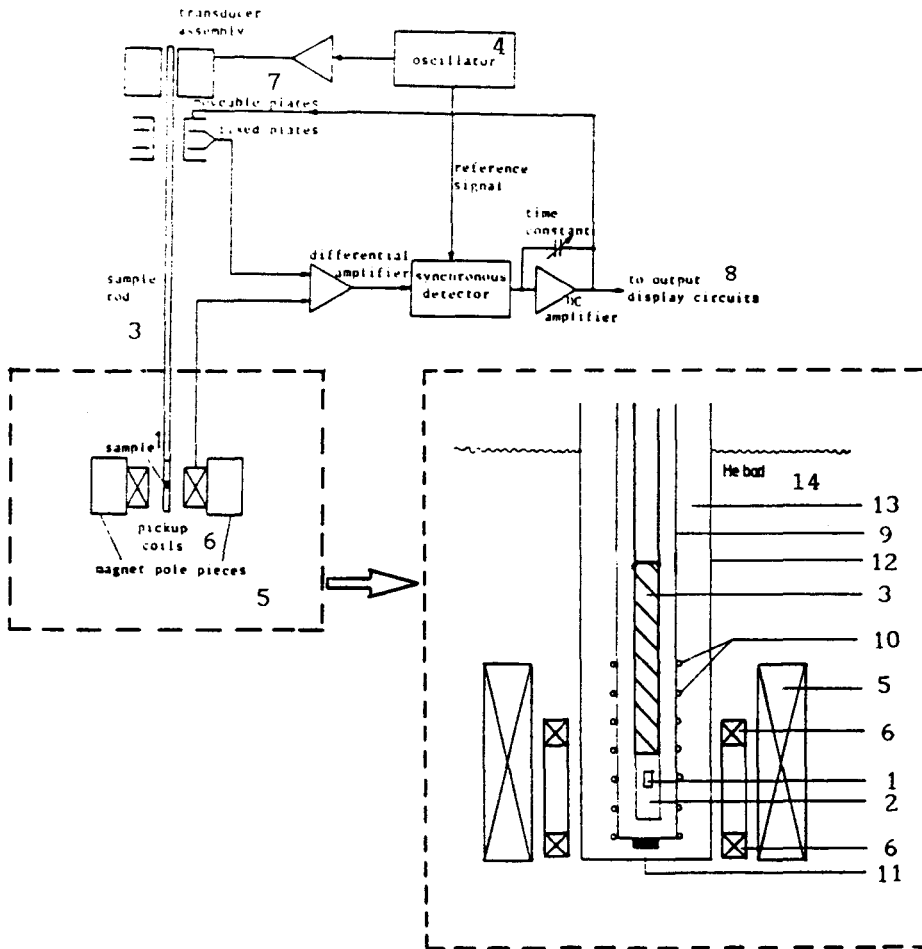 transducer
assembly
4
oscillator
7
moveable plates
fixed plates
reference
signal
time
constant
differential
amplifier
synchronous
detector
DC
amplifier
8
to output
display circuits
sample
rod
3
sample 1
pickup
coils 6
magnet pole pieces
5
He bad
14
13
9
12
3
10
5
6
1
2
6
11